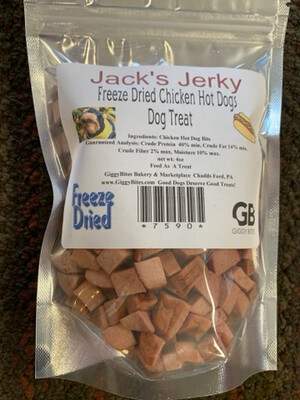 Jack's Jerky
Freeze Dried Chicken Hot Dogs
Dog Treat
Ingredients: Chicken Hot Dog Bits
Guaranteed Analysis: Crude Protein 40% min, Crude Fat 14% min,
Crude Fiber 2% max, Moisture 10% max.
net wt: 4oz
Feed As A Treat
GiggyBites Bakery & Marketplace Chadds Ford, PA
www.GiggyBites.com Good Dogs Deserve Good Treats!
Freeze
Dried
*7590*
GB
GIGGY BITES